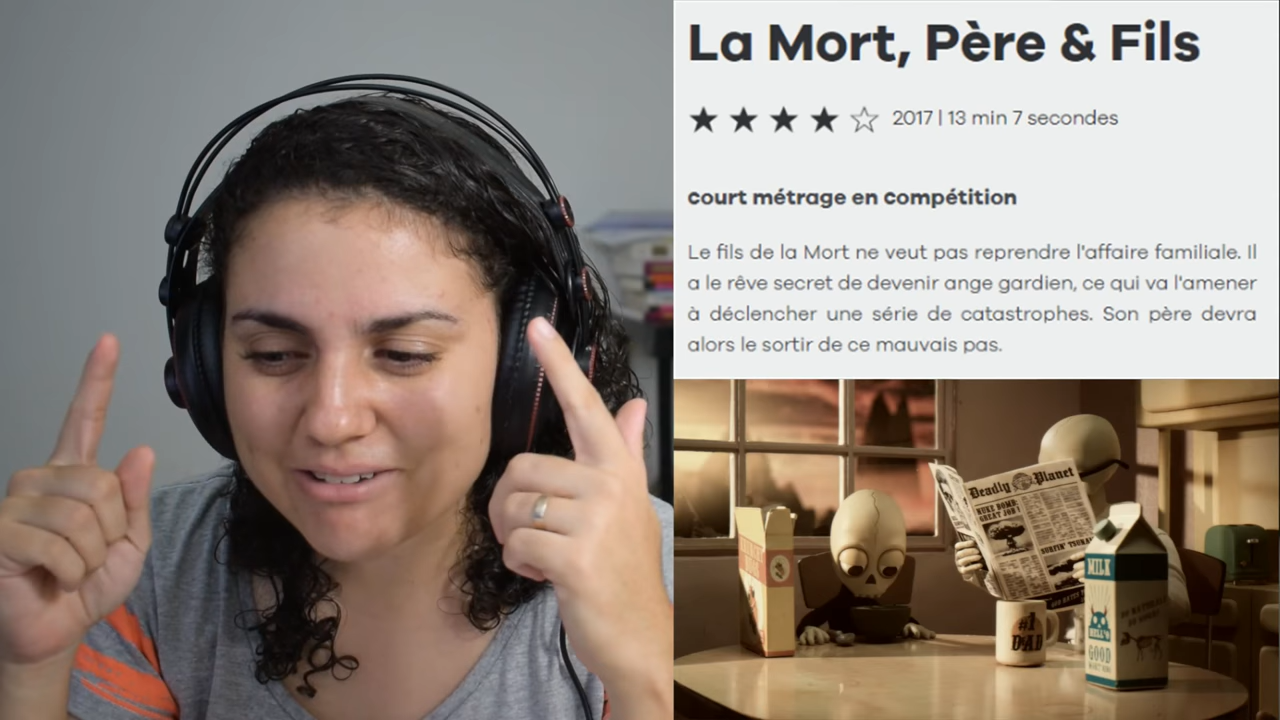 La Mort, Père & Fils
2017 | 13 min 7 secondes
court métrage en compétition
Le fils de la Mort ne veut pas reprendre l'affaire familiale. Il
a le rêve secret de devenir ange gardien, ce qui va l'amener
à déclencher une série de catastrophes. Son père devra
alors le sortir de ce mauvais pas.
Deadly Planet
NUKE BOMB:
GREAT JOB!
#1
DAD
MILK
HELL'S
GOOD